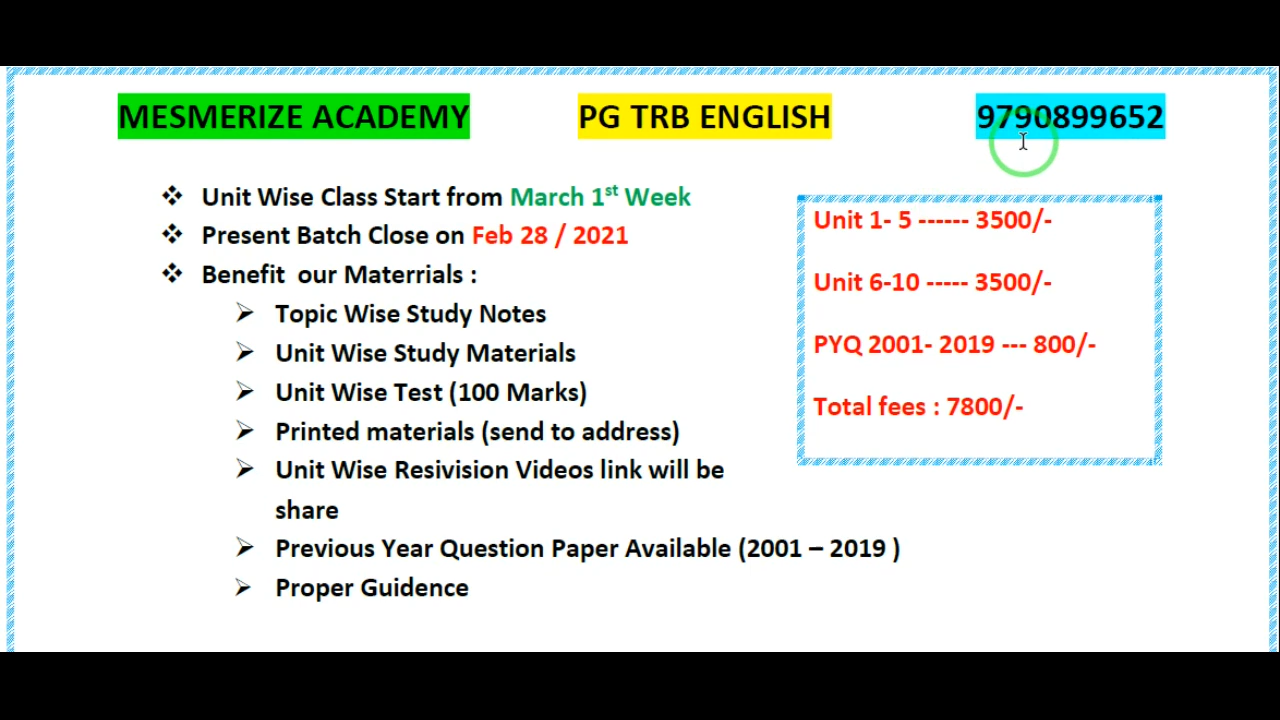 MESMERIZE ACADEMY PG TRB ENGLISH 9790899652
Unit Wise Class Start from March 1st Week
Present Batch Close on Feb 28 / 2021
Benefit our Materrials :
Topic Wise Study Notes
Unit Wise Study Materials
Unit Wise Test (100 Marks)
Printed materials (send to address)
Unit Wise Resivision Videos link will be
share
Previous Year Question Paper Available (2001 – 2019 )
Proper Guidence
Unit 1- 5 ------ 3500/-
Unit 6-10 ----- 3500/-
PYQ 2001- 2019 --- 800/-
Total fees : 7800/-